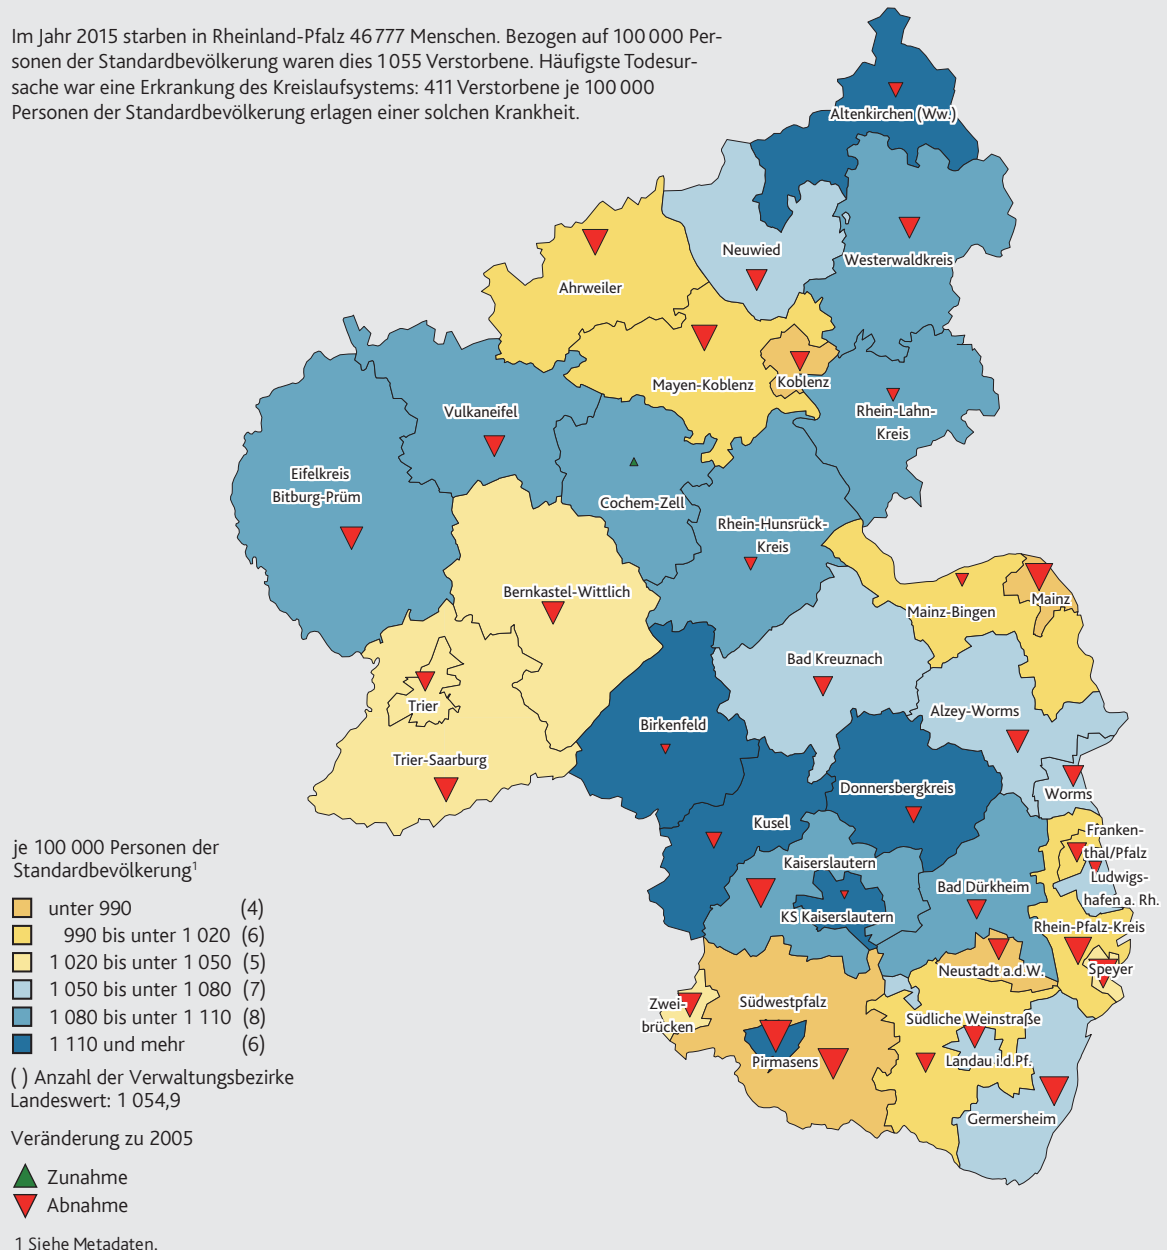 Im Jahr 2015 starben in Rheinland-Pfalz 46 777 Menschen. Bezogen auf 100 000 Per-
sonen der Standardbevölkerung waren dies 1 055 Verstorbene. Häufigste Todesur-
sache war eine Erkrankung des Kreislaufsystems: 411 Verstorbene je 100 000
Personen der Standardbevölkerung erlagen einer solchen Krankheit.
Altenkirchen (Ww.)
Neuwied
Westerwaldkreis
Ahrweiler
Mayen-Koblenz
Koblenz
Rhein-Lahn-
Kreis
Vulkaneifel
Eifelkreis
Bitburg-Prüm
Cochem-Zell
Rhein-Hunsrück-
Kreis
Bernkastel-Wittlich
Mainz-Bingen
Mainz
Bad Kreuznach
Trier
Trier-Saarburg
Birkenfeld
Alzey-Worms
Worms
Donnersbergkreis
Kusel
Kaiserslautern
KS Kaiserslautern
Bad Dürkheim
Franken-
thal/Pfalz
Ludwigs-
hafen a. Rh.
Rhein-Pfalz-Kreis
Neustadt a.d.W.
Speyer
Zwei-
brücken
Südwestpfalz
Pirmasens
Südliche Weinstraße
Landau i.d.Pf.
Germersheim
je 100 000 Personen der
Standardbevölkerung1
unter 990 (4)
990 bis unter 1 020 (6)
1 020 bis unter 1 050 (5)
1 050 bis unter 1 080 (7)
1 080 bis unter 1 110 (8)
1 110 und mehr (6)
( ) Anzahl der Verwaltungsbezirke
Landeswert: 1 054,9
Veränderung zu 2005
Zunahme
Abnahme
1 Siehe Metadaten.